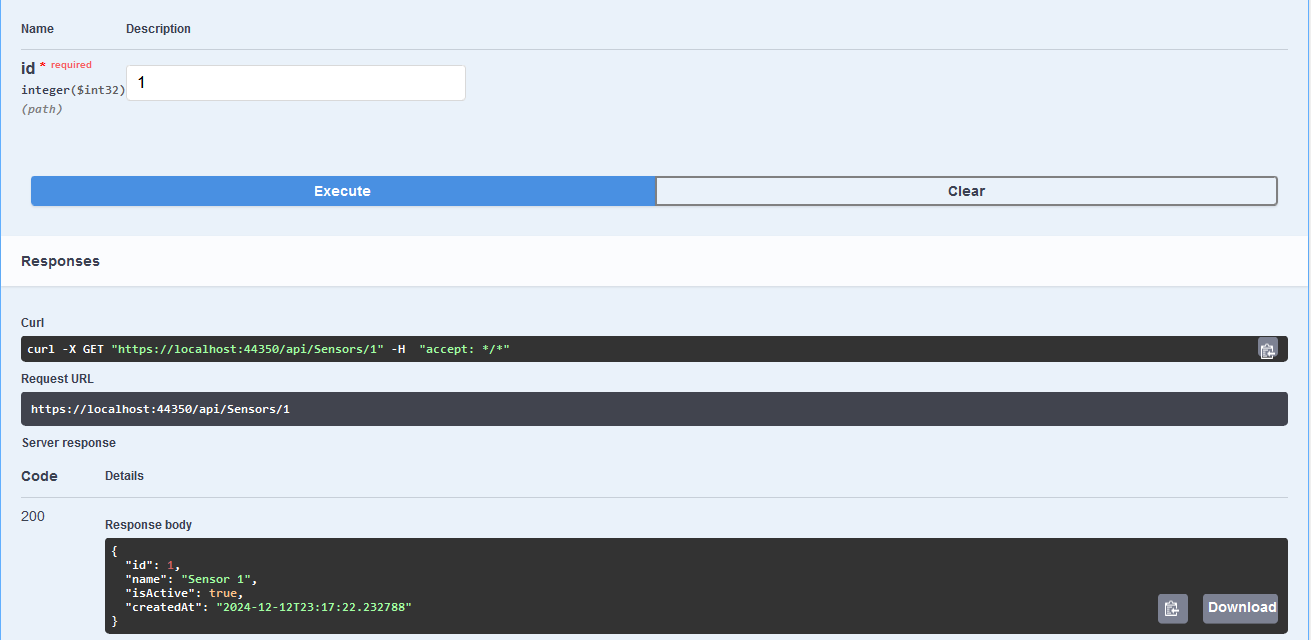 Name Description
id * required
integer($int32)
(path)
1
Execute Clear
Responses
Curl
curl -X GET "https://localhost:44350/api/Sensors/1" -H  "accept: */*"
Request URL
https://localhost:44350/api/Sensors/1
Server response
Code Details
200
Response body
{
  "id": 1,
  "name": "Sensor 1",
  "isActive": true,
  "createdAt": "2024-12-12T23:17:22.232788"
}
Download